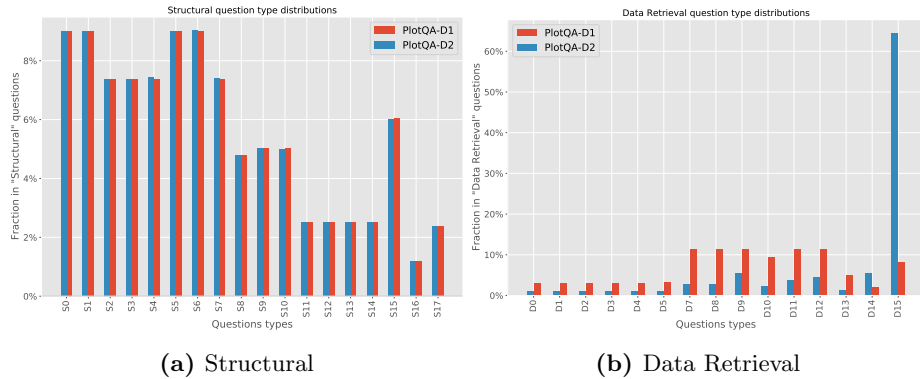 Structural question type distributions
PlotQA-D1
PlotQA-D2
Fraction in "Structural" questions
8%
6%
4%
2%
0%
S0 S1 S2 S3 S4 S5 S6 S7 S8 S9 S10 S11 S12 S13 S14 S15 S16 S17
Questions types
(a) Structural
Data Retrieval question type distributions
PlotQA-D1
PlotQA-D2
Fraction in "Data Retrieval" questions
60%
50%
40%
30%
20%
10%
0%
D0 D1 D2 D3 D4 D5 D7 D8 D9 D10 D11 D12 D13 D14 D15
Questions types
(b) Data Retrieval